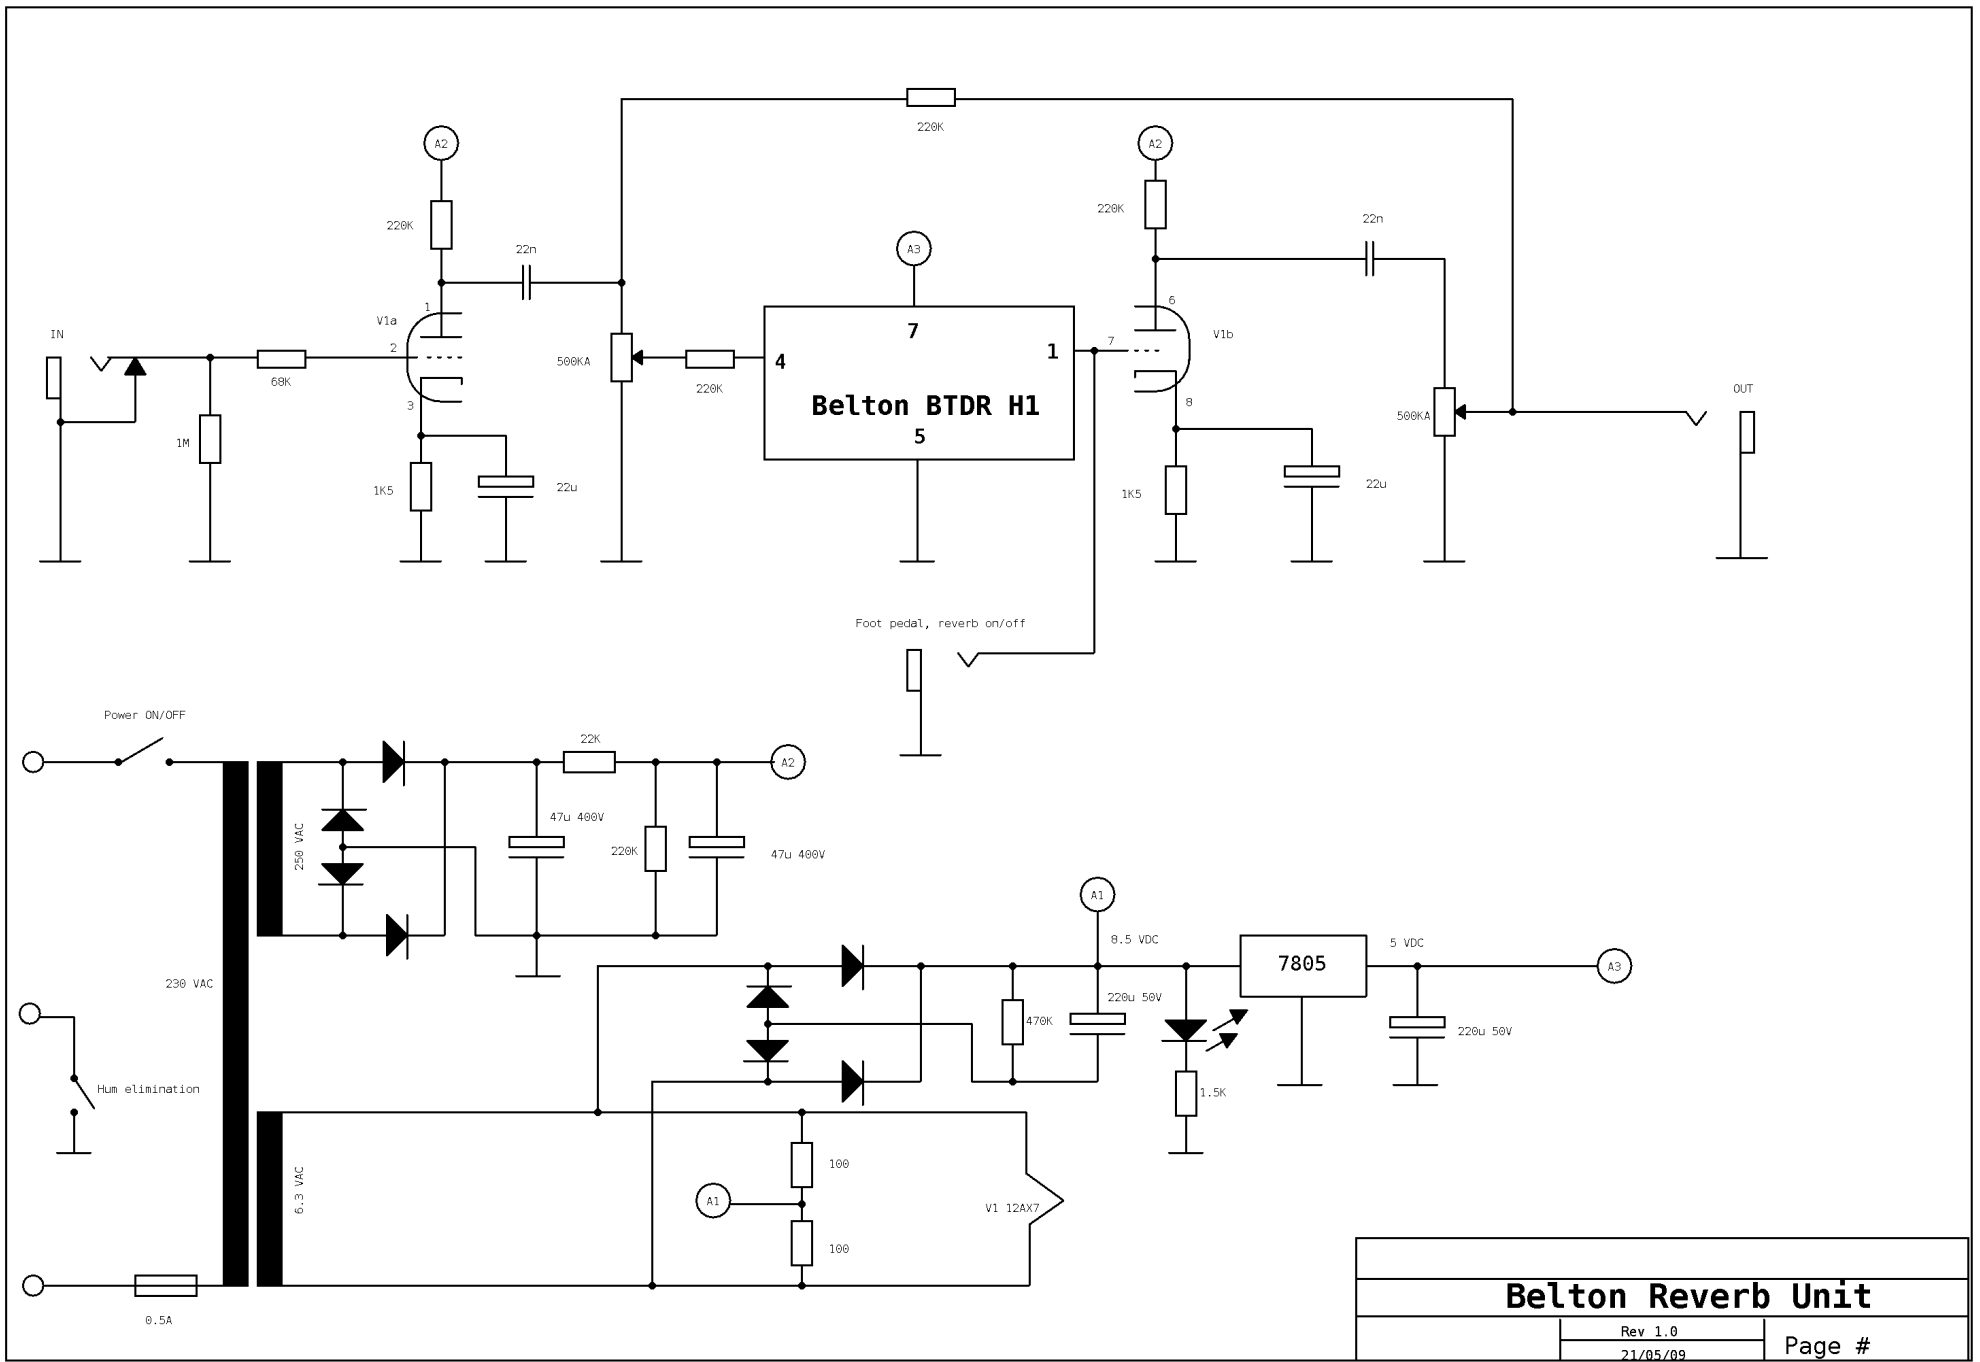 220K
A2
A2
220K
220K
22n
22n
A3
1
V1a
6
7
V1b
IN
2
7
1
500KA
4
68K
220K
OUT
Belton BTDR H1
3
8
500KA
5
1M
1K5
22u
1K5
22u
Foot pedal, reverb on/off
Power ON/OFF
22K
A2
47u 400V
250 VAC
220K
47u 400V
A1
8.5 VDC
5 VDC
7805
A3
230 VAC
220u 50V
470K
220u 50V
Hum elimination
1.5K
100
6.3 VAC
A1
V1 12AX7
100
0.5A
Belton Reverb Unit
Rev 1.0
Page #
21/05/09